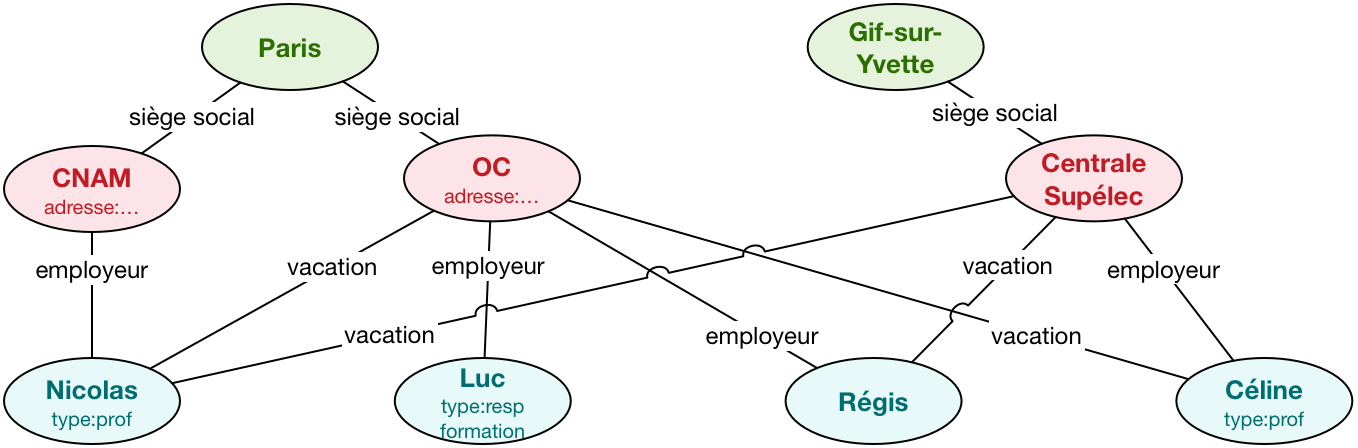 Paris
Gif-sur-
Yvette
siège social
siège social
siège social
CNAM
adresse:...
OC
adresse:...
Centrale
Supélec
employeur
vacation
employeur
vacation
employeur
vacation
employeur
vacation
Nicolas
type:prof
Luc
type:resp
formation
Régis
Céline
type:prof